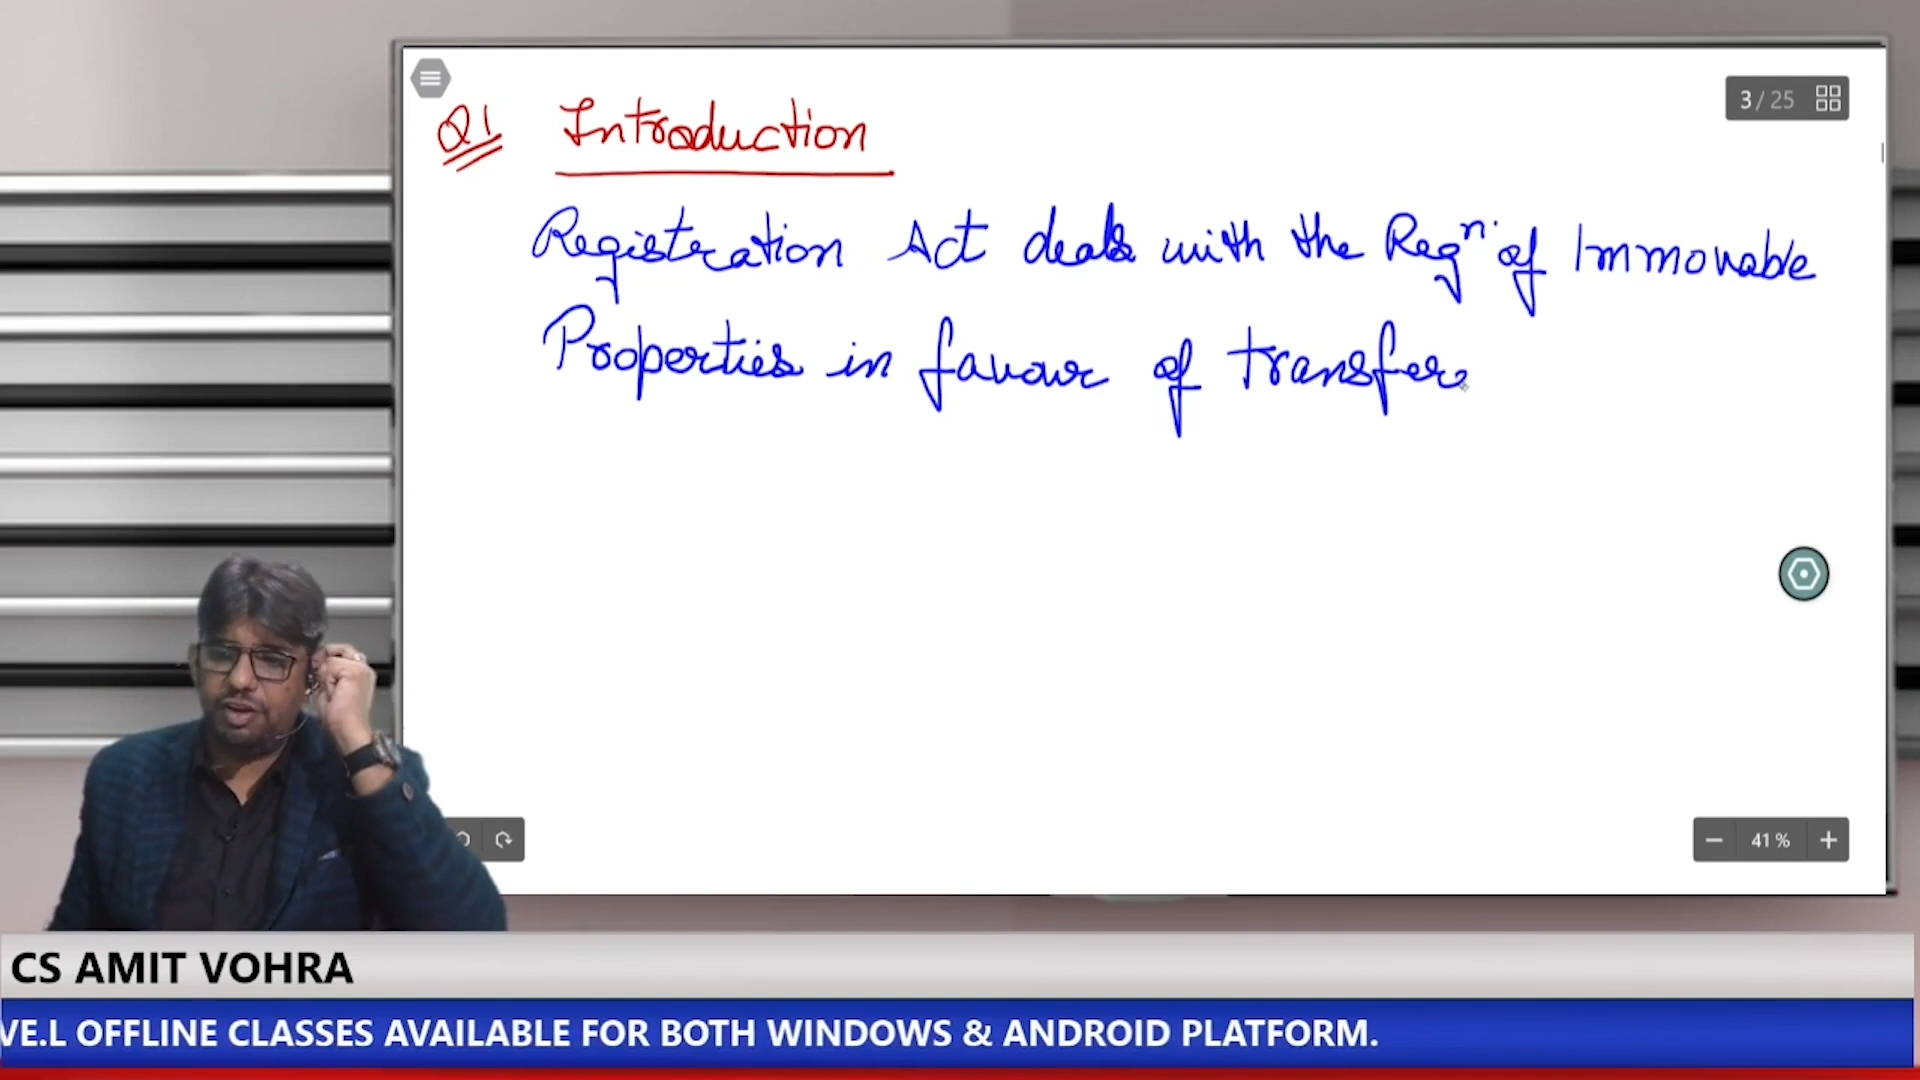 Q1 Introduction
3 / 25
Registration Act deals with the Regn. of Immovable
Properties in favour of transfer
41 %
CS AMIT VOHRA
VE.L OFFLINE CLASSES AVAILABLE FOR BOTH WINDOWS & ANDROID PLATFORM.